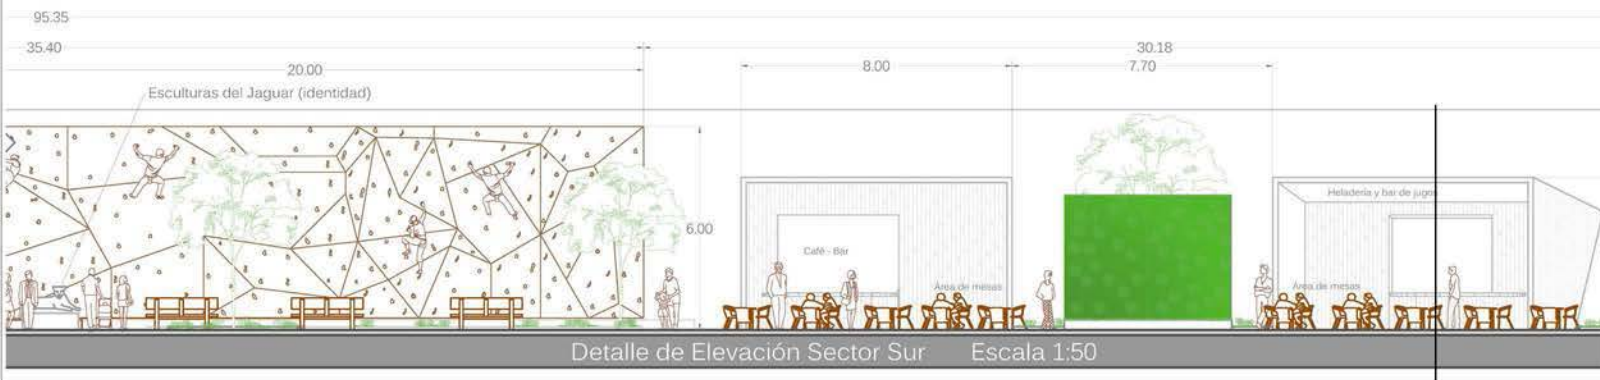 95.35
35.40
30.18
20.00
8.00
7.70
Esculturas del Jaguar (identidad)
Heladería y bar de jugos
6.00
Café - Bar
Área de mesas
Área de mesas
Detalle de Elevación Sector Sur Escala 1:50